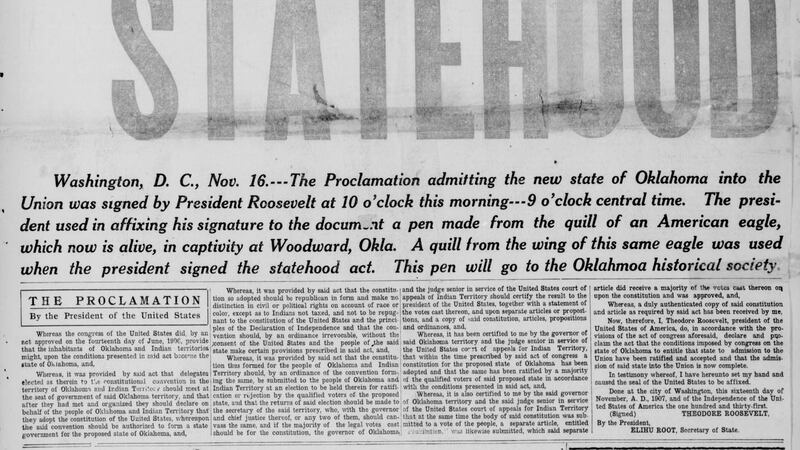 STATEHOOD
Washington, D. C., Nov. 16.---The Proclamation admitting the new state of Oklahoma into the
Union was signed by President Roosevelt at 10 o'clock this morning---9 o'clock central time. The presi-
dent used in affixing his signature to the document a pen made from the quill of an American eagle,
which now is alive, in captivity at Woodward, Okla. A quill from the wing of this same eagle was used
when the president signed the statehood act. This pen will go to the Oklahmoa historical society.
THE PROCLAMATION
By the President of the United States
Whereas the congress of the United States did, by an
act approved on the fourteenth day of June, 1906, provide
that the inhabitants of Oklahoma and Indian territories
might, upon the conditions presented in said act become the
state of Oklahoma, and,
Whereas, it was provided by said act that delegates
elected as therein to the constitutional convention in the
territory of Oklahoma and Indian Territory should meet at
the seat of government of said Oklahoma territory, and that
after they had met and organized they should declare on
behalf of the people of Oklahoma and Indian Territory that
they adopt the constitution of the United States, whereupon
the said convention should be authorized to form a state
government for the proposed state of Oklahoma, and,
Whereas, it was provided by said act that the constitu-
tion so adopted should be republican in form and make no
distinction in civil or political rights on account of race or
color, except as to Indians not taxed, and not to be repug-
nant to the constitution of the United States and the princi-
ples of the Declaration of Independence and that the con-
vention should, by an ordinance irrevocable, without the
consent of the United States and the people of the said
state make certain provisions prescribed in said act, and,
Whereas, it was provided by said act that the constitu-
tion thus formed for the people of Oklahoma and Indian
Territory should, by an ordinance of the convention form-
ing the same, be submitted to the people of Oklahoma and
Indian Territory at an election to be held therein for ratifi-
cation or rejection by the qualified voters of the proposed
state, and that the returns of said election should be made to
the secretary of the said territory, who, with the governor
and chief justice thereof, or any two of them, should can-
vass the same, and if the majority of the legal votes cast
should be for the constitution, the governor of Oklahoma
and the judge senior in service of the United States court of
appeals of Indian Territory should certify the result to the
president of the United States, together with a statement of
the votes cast thereon, and upon separate articles or proposi-
tions, and a copy of said constitution, articles, propositions
and ordinances, and,
Whereas, it has been certified to me by the governor of
said Oklahoma territory and the judge senior in service of
the United States court of appeals for Indian Territory,
that within the time prescribed by said act of congress a
constitution for the proposed state of Oklahoma has been
adopted and that the same has been ratified by a majority
of the qualified voters of said proposed state in accordance
with the conditions presented in said act, and,
Whereas, it is also certified to me by the said governor
of Oklahoma territory and the said judge senior in service
of the United States court of appeals for Indian Territory
that at the same time the body of said constitution was sub-
mitted to a vote of the people, a separate article, entitled
was likewise submitted, which said separate
article did receive a majority of the votes cast thereon on
upon the constitution and was approved, and,
Whereas, a duly authenticated copy of said constitution
and article as required by said act has been received by me,
Now, therefore, I, Theodore Roosevelt, president of the
United States of America, do, in accordance with the pro-
visions of the act of congress aforesaid, declare and pro-
claim the act that the conditions imposed by congress on the
state of Oklahoma to entitle that state to admission to the
Union have been ratified and accepted and that the admis-
sion of said state into the Union is now complete.
In testimony whereof, I have hereunto set my hand and
caused the seal of the United States to be affixed.
Done at the city of Washington, this sixteenth day of
November, A. D., 1907, and of the Independence of the Uni-
ted States of America the one hundred and thirty-first.
(Signed) THEODORE ROOSEVELT,
By the President,
ELIHU ROOT, Secretary of State.